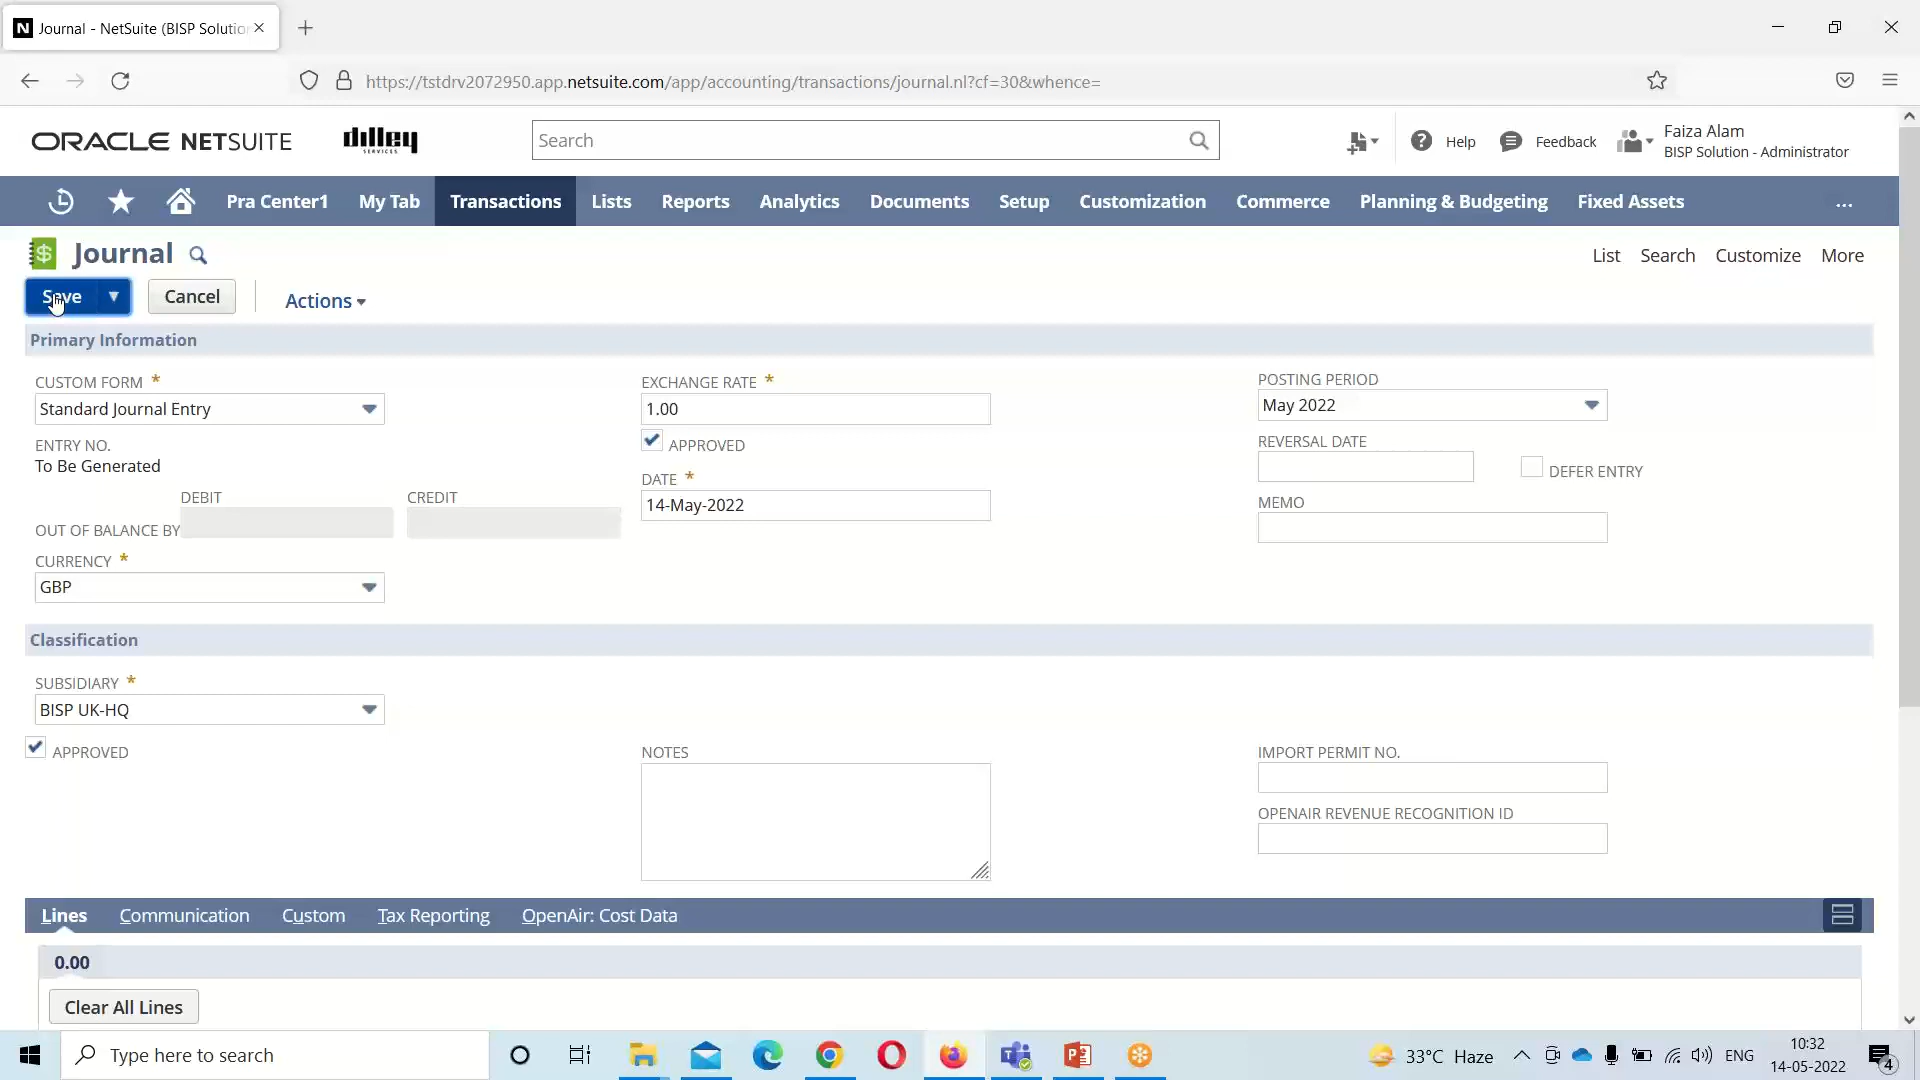 Journal - NetSuite (BISP Solutio
https://tstdrv2072950.app.netsuite.com/app/accounting/transactions/journal.nl?cf=30&whence=
ORACLE NETSUITE
dilley
SERVICES
Search
Help
Feedback
Faiza Alam
BISP Solution - Administrator
Pra Center1
My Tab
Transactions
Lists
Reports
Analytics
Documents
Setup
Customization
Commerce
Planning & Budgeting
Fixed Assets
...
Journal
List
Search
Customize
More
Save
Cancel
Actions
Primary Information
CUSTOM FORM *
Standard Journal Entry
ENTRY NO.
To Be Generated
DEBIT
CREDIT
OUT OF BALANCE BY
CURRENCY *
GBP
EXCHANGE RATE *
1.00
APPROVED
DATE *
14-May-2022
POSTING PERIOD
May 2022
REVERSAL DATE
DEFER ENTRY
MEMO
Classification
SUBSIDIARY *
BISP UK-HQ
APPROVED
NOTES
IMPORT PERMIT NO.
OPENAIR REVENUE RECOGNITION ID
Lines
Communication
Custom
Tax Reporting
OpenAir: Cost Data
0.00
Clear All Lines
Type here to search
33°C Haze
ENG
10:32
14-05-2022
4